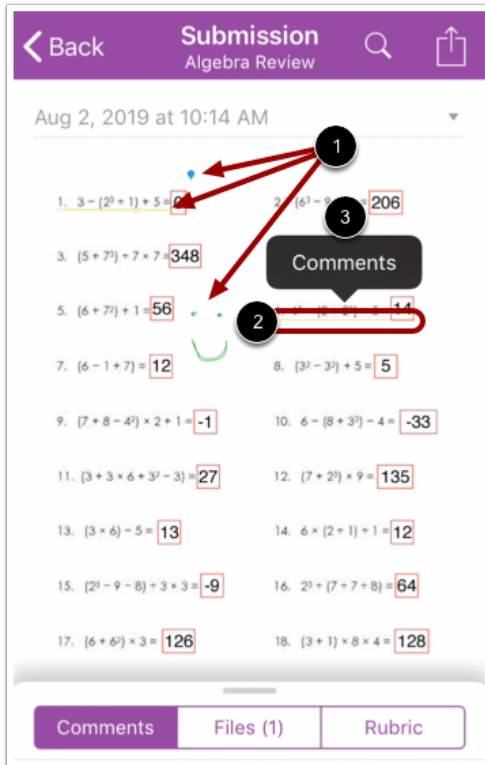 Back
Submission
Algebra Review
Aug 2, 2019 at 10:14 AM
1
1. 3 − (2³ ÷ 1) + 5 =
2. (6³ − 9 = 206
3
3. (5 + 7³) ÷ 7 × 7 = 348
Comments
5. (6 + 7²) + 1 = 56
2
14
7. (6 − 1 + 7) = 12
8. (3² − 3²) + 5 = 5
9. (7 + 8 − 4²) × 2 + 1 = -1
10. 6 − (8 + 3³) − 4 = -33
11. (3 + 3 × 6 + 3² − 3) = 27
12. (7 + 2³) × 9 = 135
13. (3 × 6) − 5 = 13
14. 6 × (2 ÷ 1) ÷ 1 = 12
15. (2³ − 9 − 8) ÷ 3 × 3 = -9
16. 2³ ÷ (7 ÷ 7 ÷ 8) = 64
17. (6 + 6²) × 3 = 126
18. (3 + 1) × 8 × 4 = 128
Comments
Files (1)
Rubric